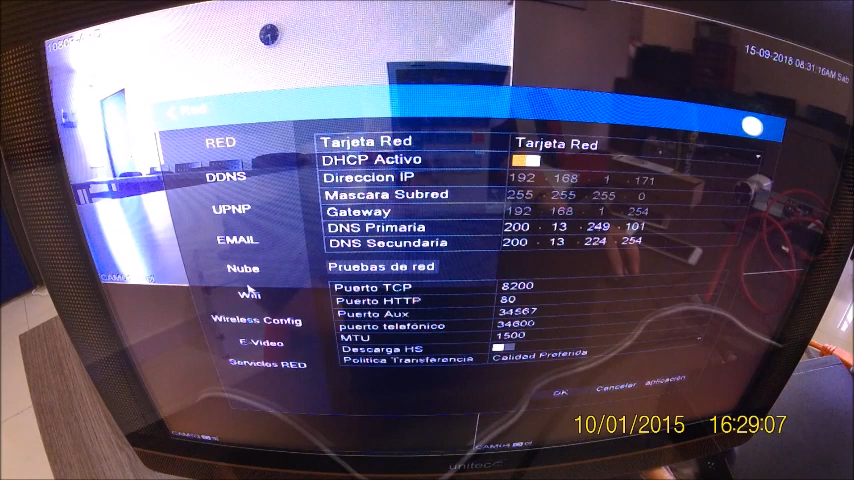 15-09-2018 08:31:16AM Sab
Red
RED
DDNS
UPNP
EMAIL
Nube
Wifi
Wireless Config
E-Video
Servicios RED
Tarjeta Red Tarjeta Red
DHCP Activo
Direccion IP 192 . 168 . 1 . 171
Mascara Subred 255 . 255 . 255 . 0
Gateway 192 . 168 . 1 . 254
DNS Primaria 200 . 13 . 249 . 101
DNS Secundaria 200 . 13 . 224 . 254
Pruebas de red
Puerto TCP 8200
Puerto HTTP 80
Puerto Aux 34567
puerto telefónico 34600
MTU 1500
Descarga HS
Politica Transferencia Calidad Preferida
OK Cancelar aplicación
10/01/2015 16:29:07